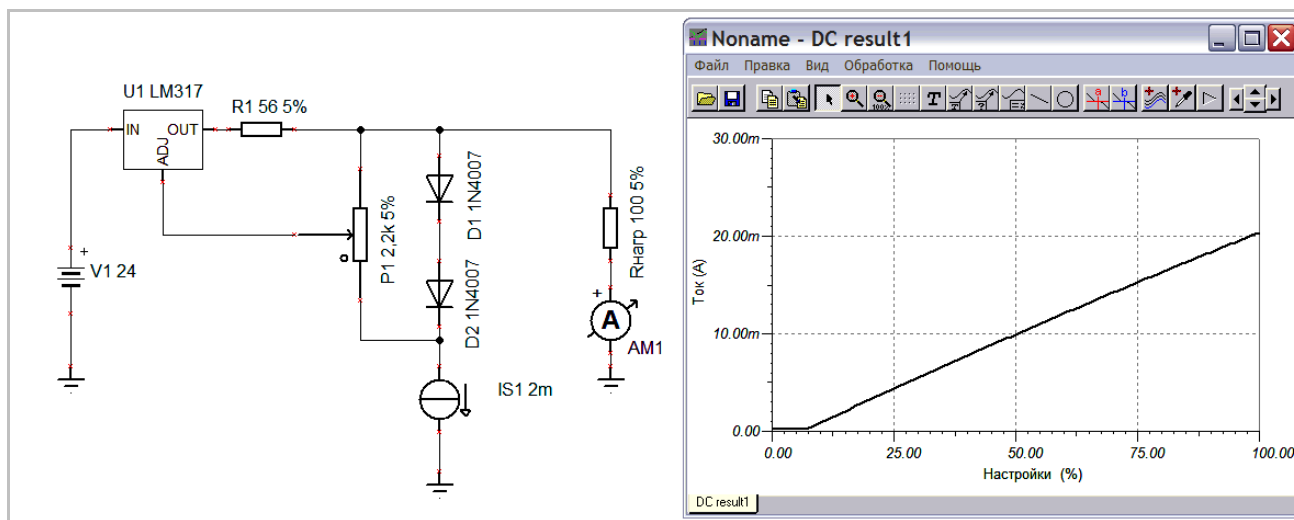 U1 LM317
IN
OUT
ADJ
R1 56 5%
V1 24
P1 2,2k 5%
D1 1N4007
D2 1N4007
IS1 2m
Rнагр 100 5%
+
A
AM1
+
Noname - DC result1
Файл Правка Вид Обработка Помощь
30.00m
20.00m
10.00m
0.00
Ток (A)
0.00 25.00 50.00 75.00 100.00
Настройки (%)
DC result1